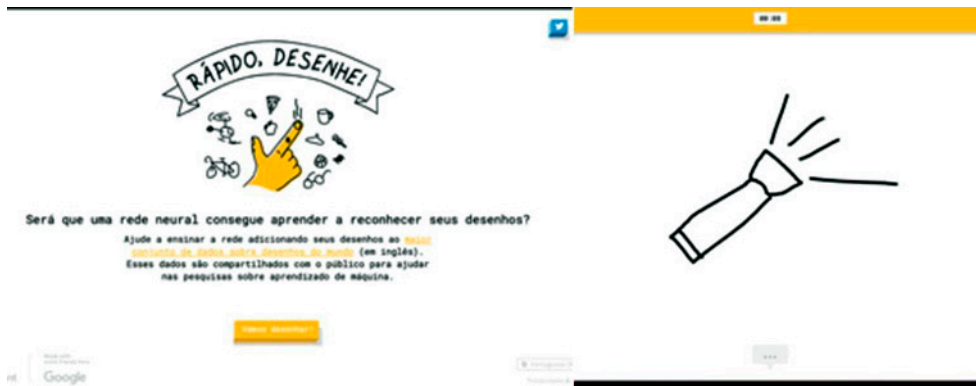 RÁPIDO, DESENHE!
Será que uma rede neural consegue aprender a reconhecer seus desenhos?
Ajude a ensinar a rede adicionando seus desenhos ao maior
conjunto de dados sobre desenhos do mundo (em inglês).
Esses dados são compartilhados com o público para ajudar
nas pesquisas sobre aprendizado de máquina.
Vamos desenhar!
Google
...